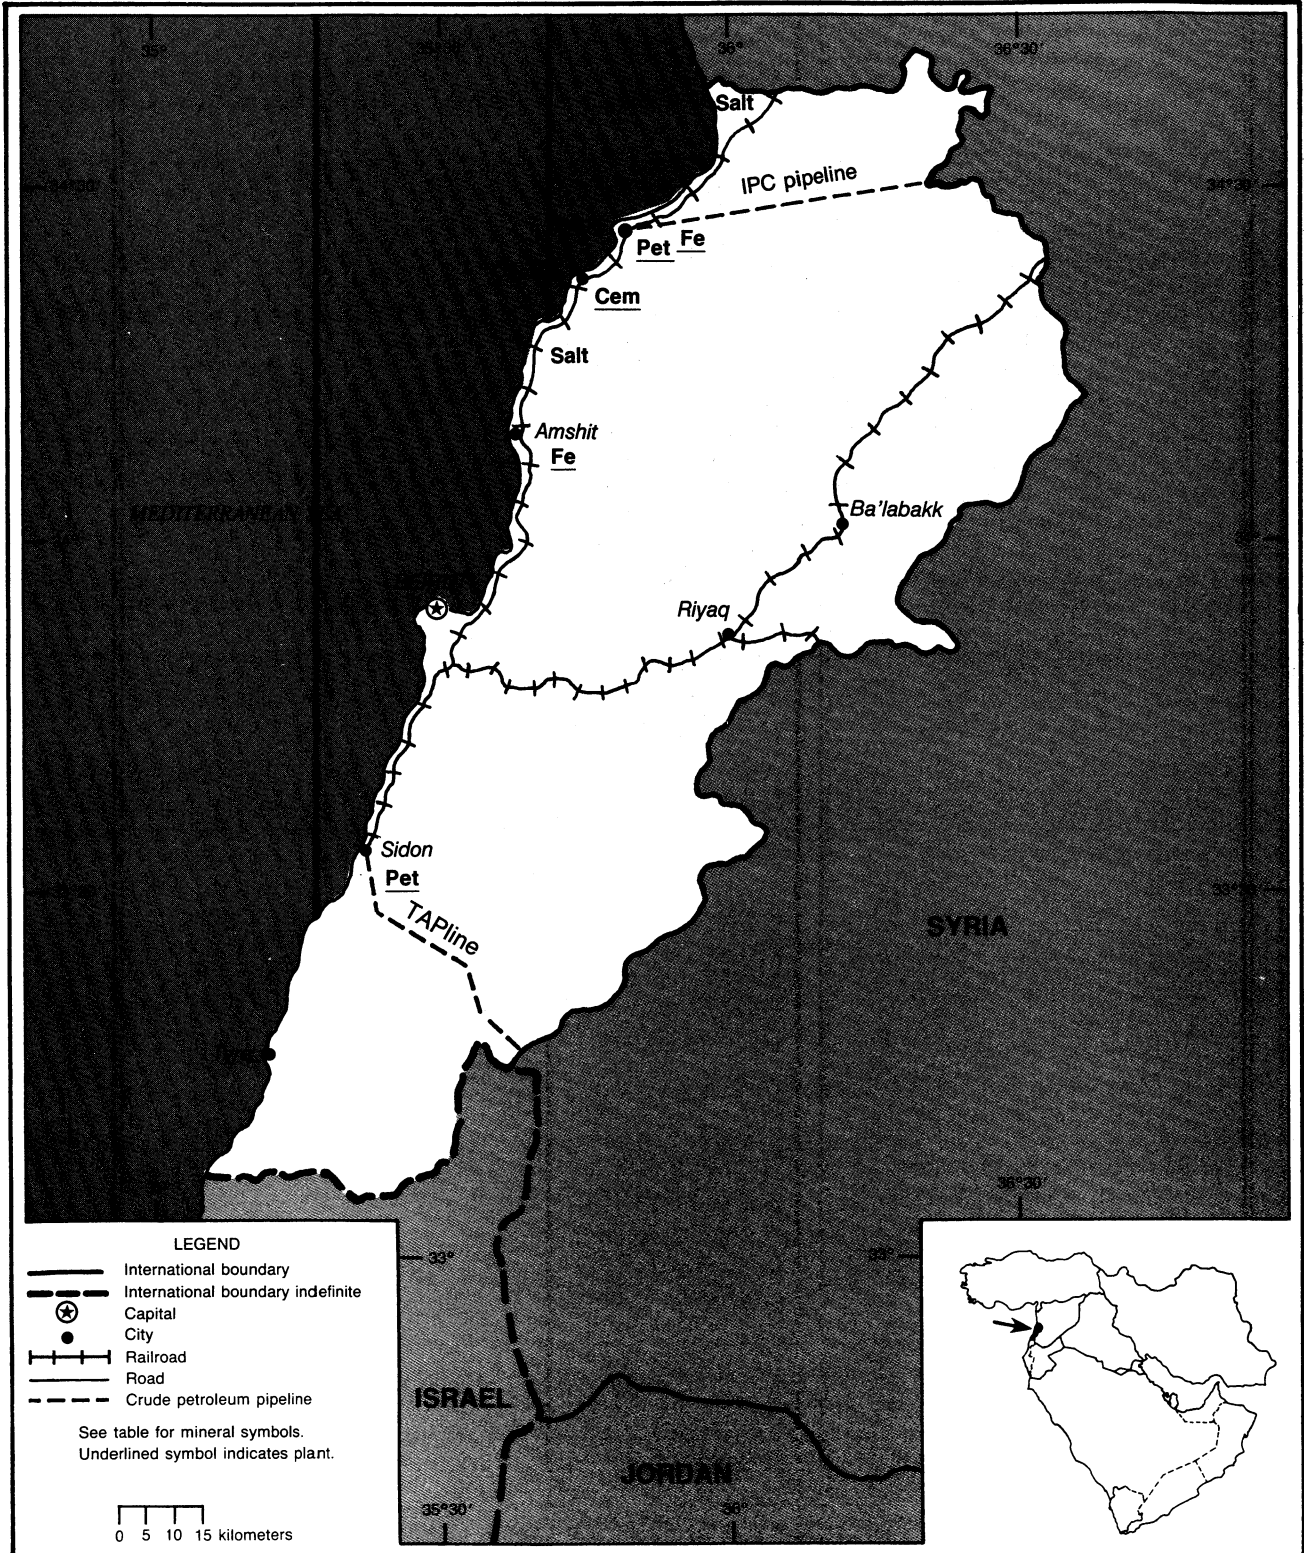 35°
36°
36°30'
Salt
34°30'
IPC pipeline
Pet Fe
Cem
Salt
Amshit
Fe
MEDITERRANEAN
Ba'labakk
Riyaq
Sidon
Pet
33°30'
TAPline
SYRIA
36°30'
LEGEND
International boundary
International boundary indefinite
Capital
City
Railroad
Road
Crude petroleum pipeline
See table for mineral symbols.
Underlined symbol indicates plant.
0 5 10 15 kilometers
33°
33°
ISRAEL
JORDAN
35°30'
36°